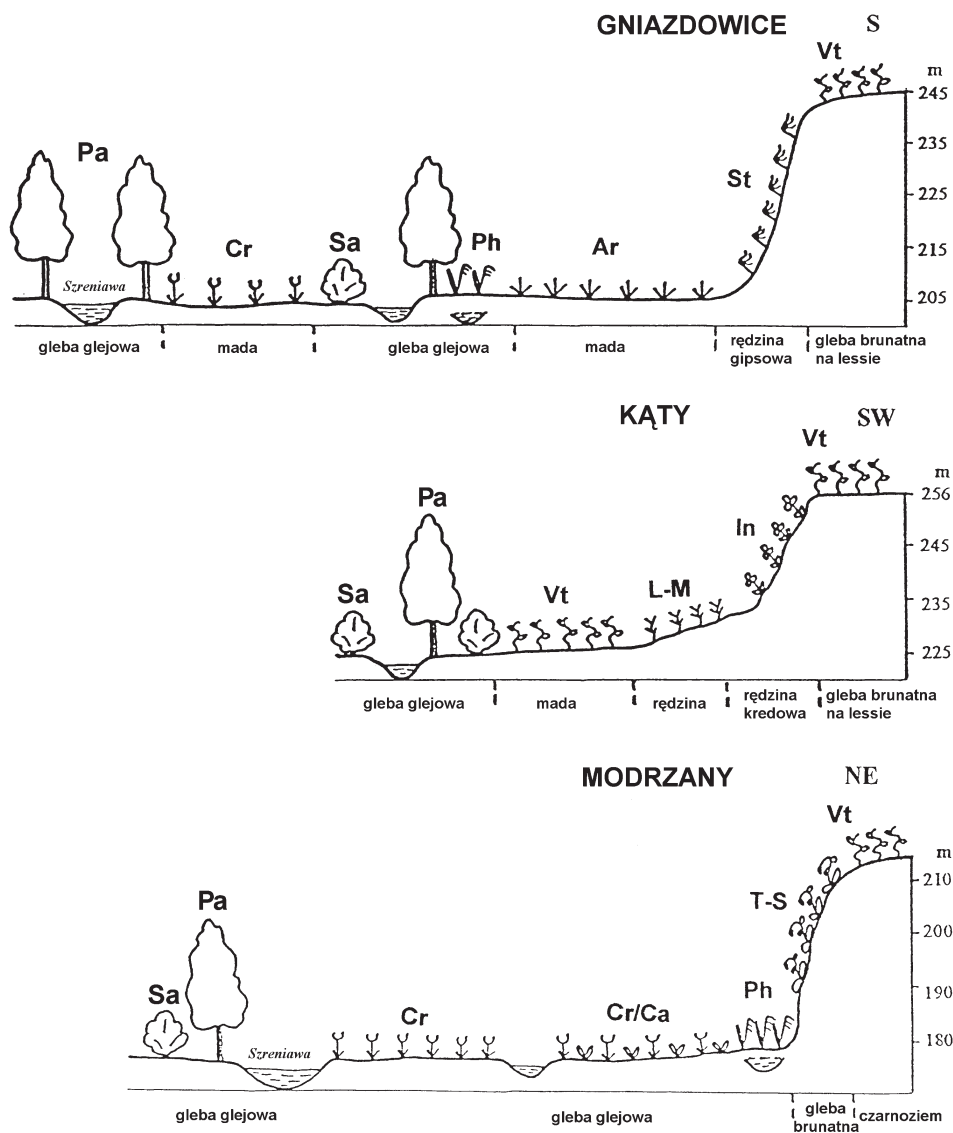 GNIAZDOWICE S
Vt
m
245
235
Pa
St
225
Cr Sa Ph Ar
215
Szreniawa
205
gleba glejowa mada gleba glejowa mada rędzina gleba brunatna
gipsowa na lessie
KĄTY SW
Vt
m
256
Pa
In
245
Sa Vt L-M
235
225
gleba glejowa mada rędzina rędzina gleba brunatna
kredowa na lessie
MODRZANY NE
Vt
m
210
Pa T-S
200
Sa Ph
190
Cr Cr/Ca
Szreniawa
180
gleba glejowa gleba glejowa gleba czarnoziem
brunatna